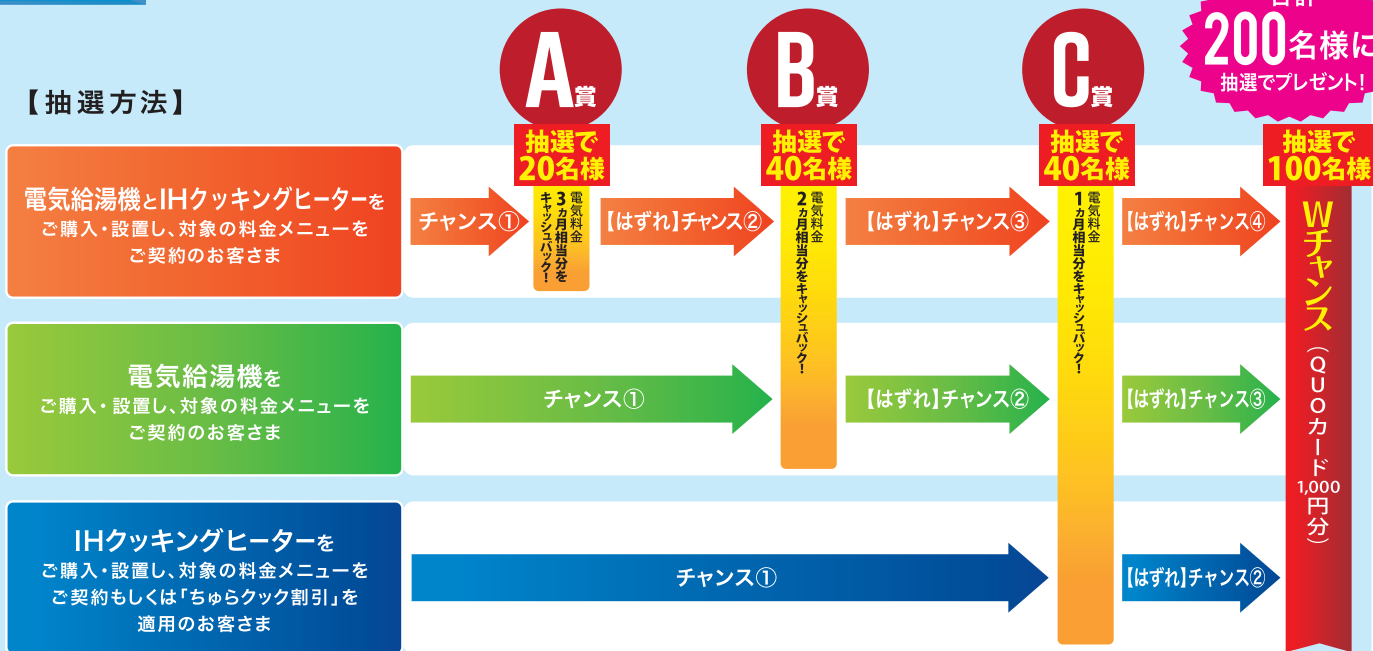 【抽選方法】
A賞
抽選で
20名様
電気料金
3ヵ月相当分を
キャッシュバック!
B賞
抽選で
40名様
電気料金
2ヵ月相当分をキャッシュバック!
C賞
抽選で
40名様
電気料金
1ヵ月相当分をキャッシュバック!
合計
200名様に
抽選でプレゼント!
抽選で
100名様
Wチャンス
(QUOカード1,000円分)
電気給湯機とIHクッキングヒーターを
ご購入・設置し、対象の料金メニューを
ご契約のお客さま
チャンス①
【はずれ】チャンス②
【はずれ】チャンス③
【はずれ】チャンス④
電気給湯機を
ご購入・設置し、対象の料金メニューを
ご契約のお客さま
チャンス①
【はずれ】チャンス②
【はずれ】チャンス③
IHクッキングヒーターを
ご購入・設置し、対象の料金メニューを
ご契約もしくは「ちゅらクック割引」を
適用のお客さま
チャンス①
【はずれ】チャンス②